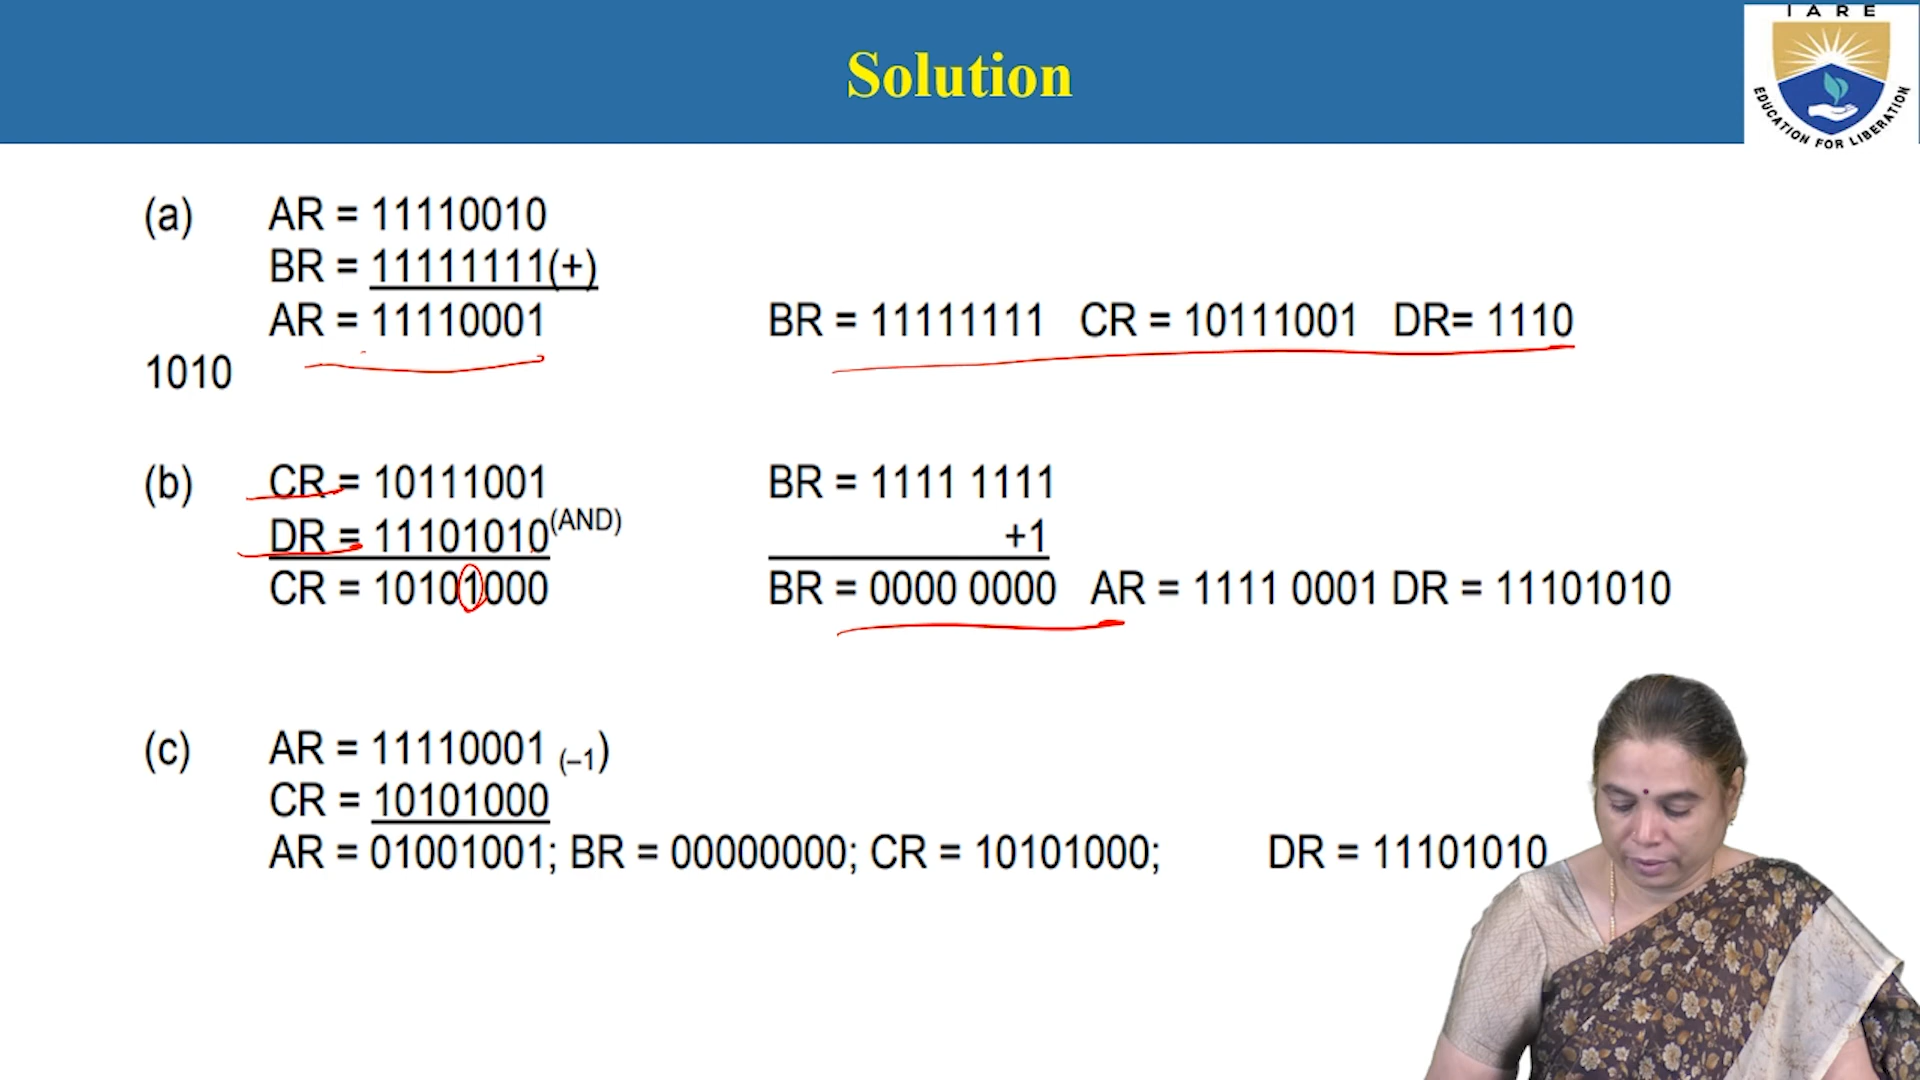 Solution
IARE
EDUCATION FOR LIBERATION
(a) AR = 11110010
BR = 11111111(+)
AR = 11110001 BR = 11111111 CR = 10111001 DR= 1110
1010
(b) CR = 10111001 BR = 1111 1111
DR = 11101010(AND) +1
CR = 10101000 BR = 0000 0000 AR = 1111 0001 DR = 11101010
(c) AR = 11110001 (–1)
CR = 10101000
AR = 01001001; BR = 00000000; CR = 10101000; DR = 11101010